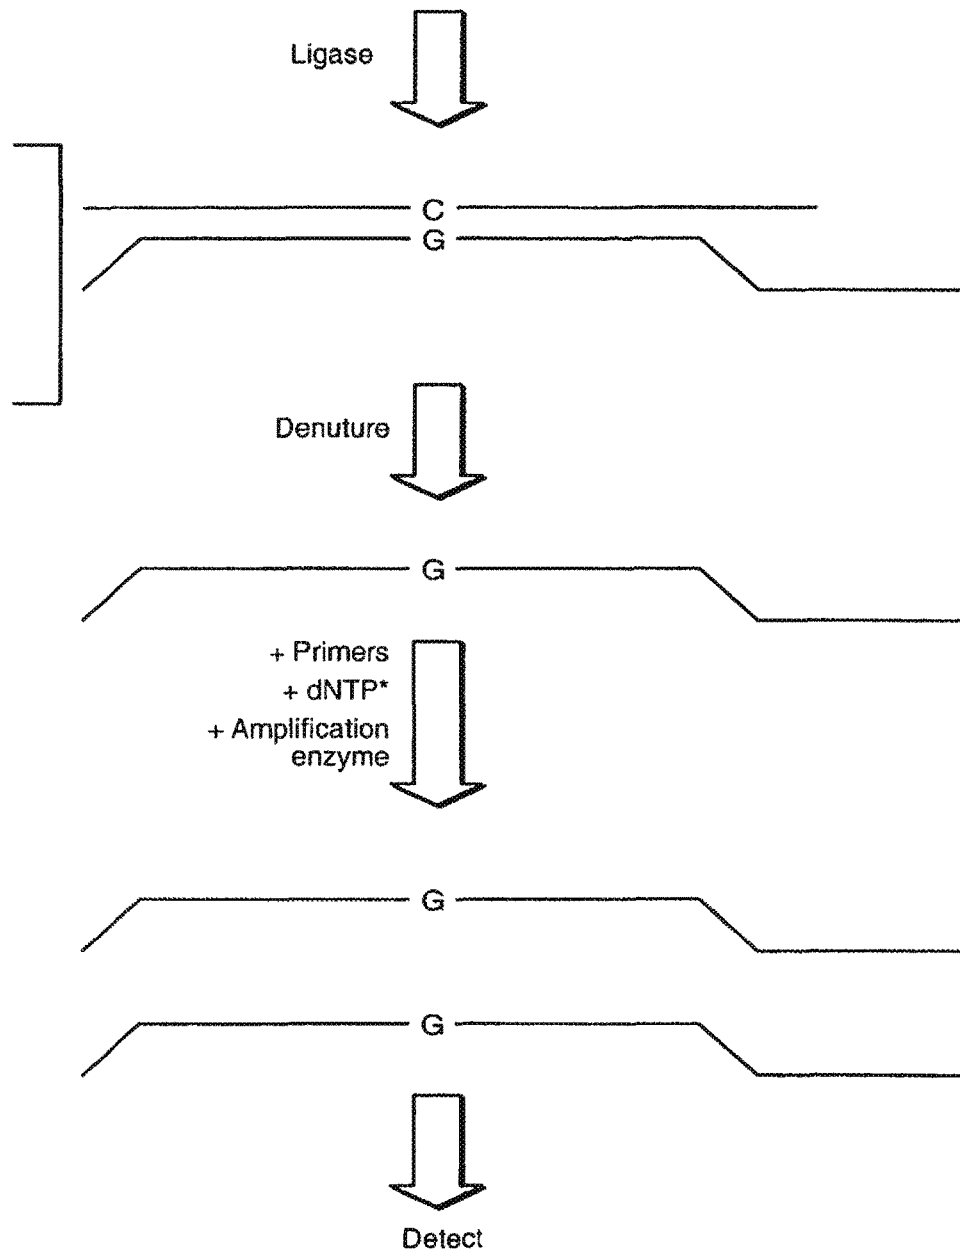 Ligase
C
G
Denuture
G
+ Primers
+ dNTP*
+ Amplification
enzyme
G
G
Detect